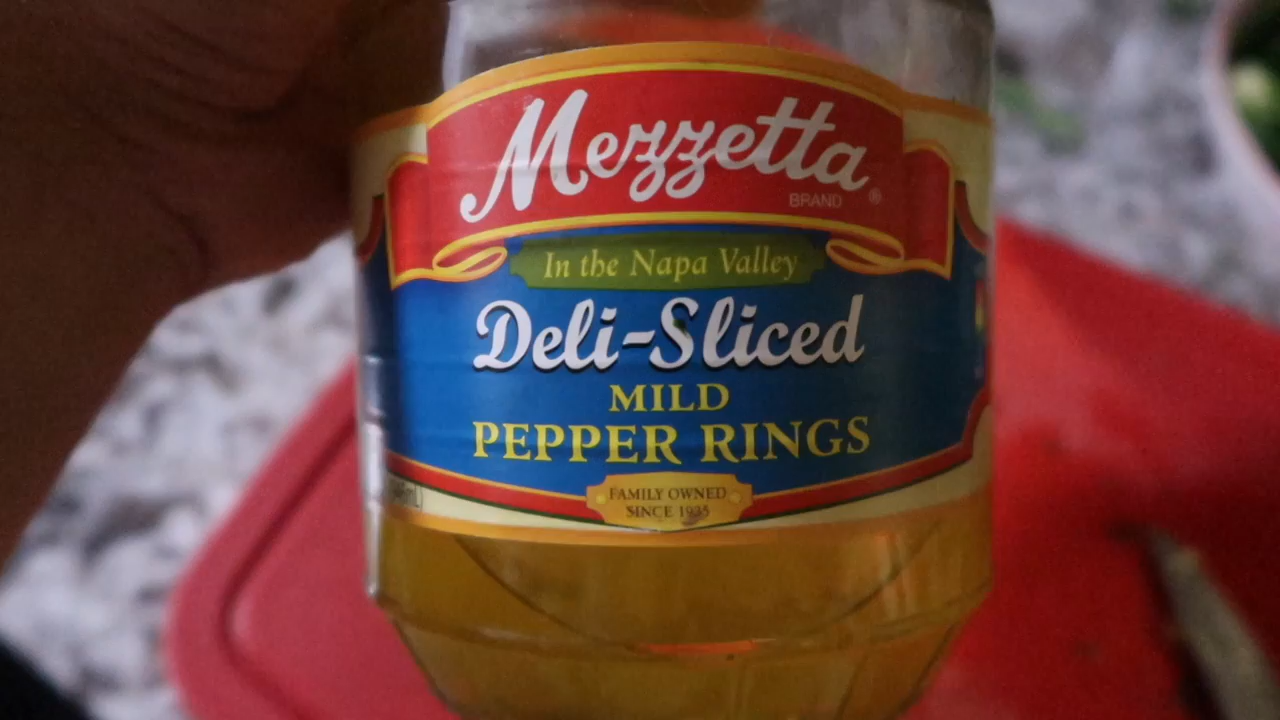 Mezzetta
BRAND ®
In the Napa Valley
Deli-Sliced
MILD
PEPPER RINGS
FAMILY OWNED
SINCE 1935